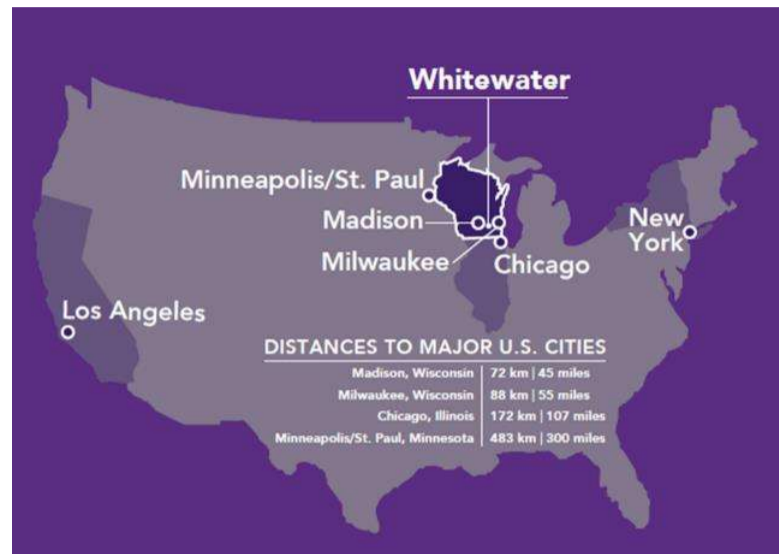 Whitewater
Minneapolis/St. Paul
Madison
Milwaukee
Chicago
New
York
Los Angeles
DISTANCES TO MAJOR U.S. CITIES
Madison, Wisconsin | 72 km | 45 miles
Milwaukee, Wisconsin | 88 km | 55 miles
Chicago, Illinois | 172 km | 107 miles
Minneapolis/St. Paul, Minnesota | 483 km | 300 miles